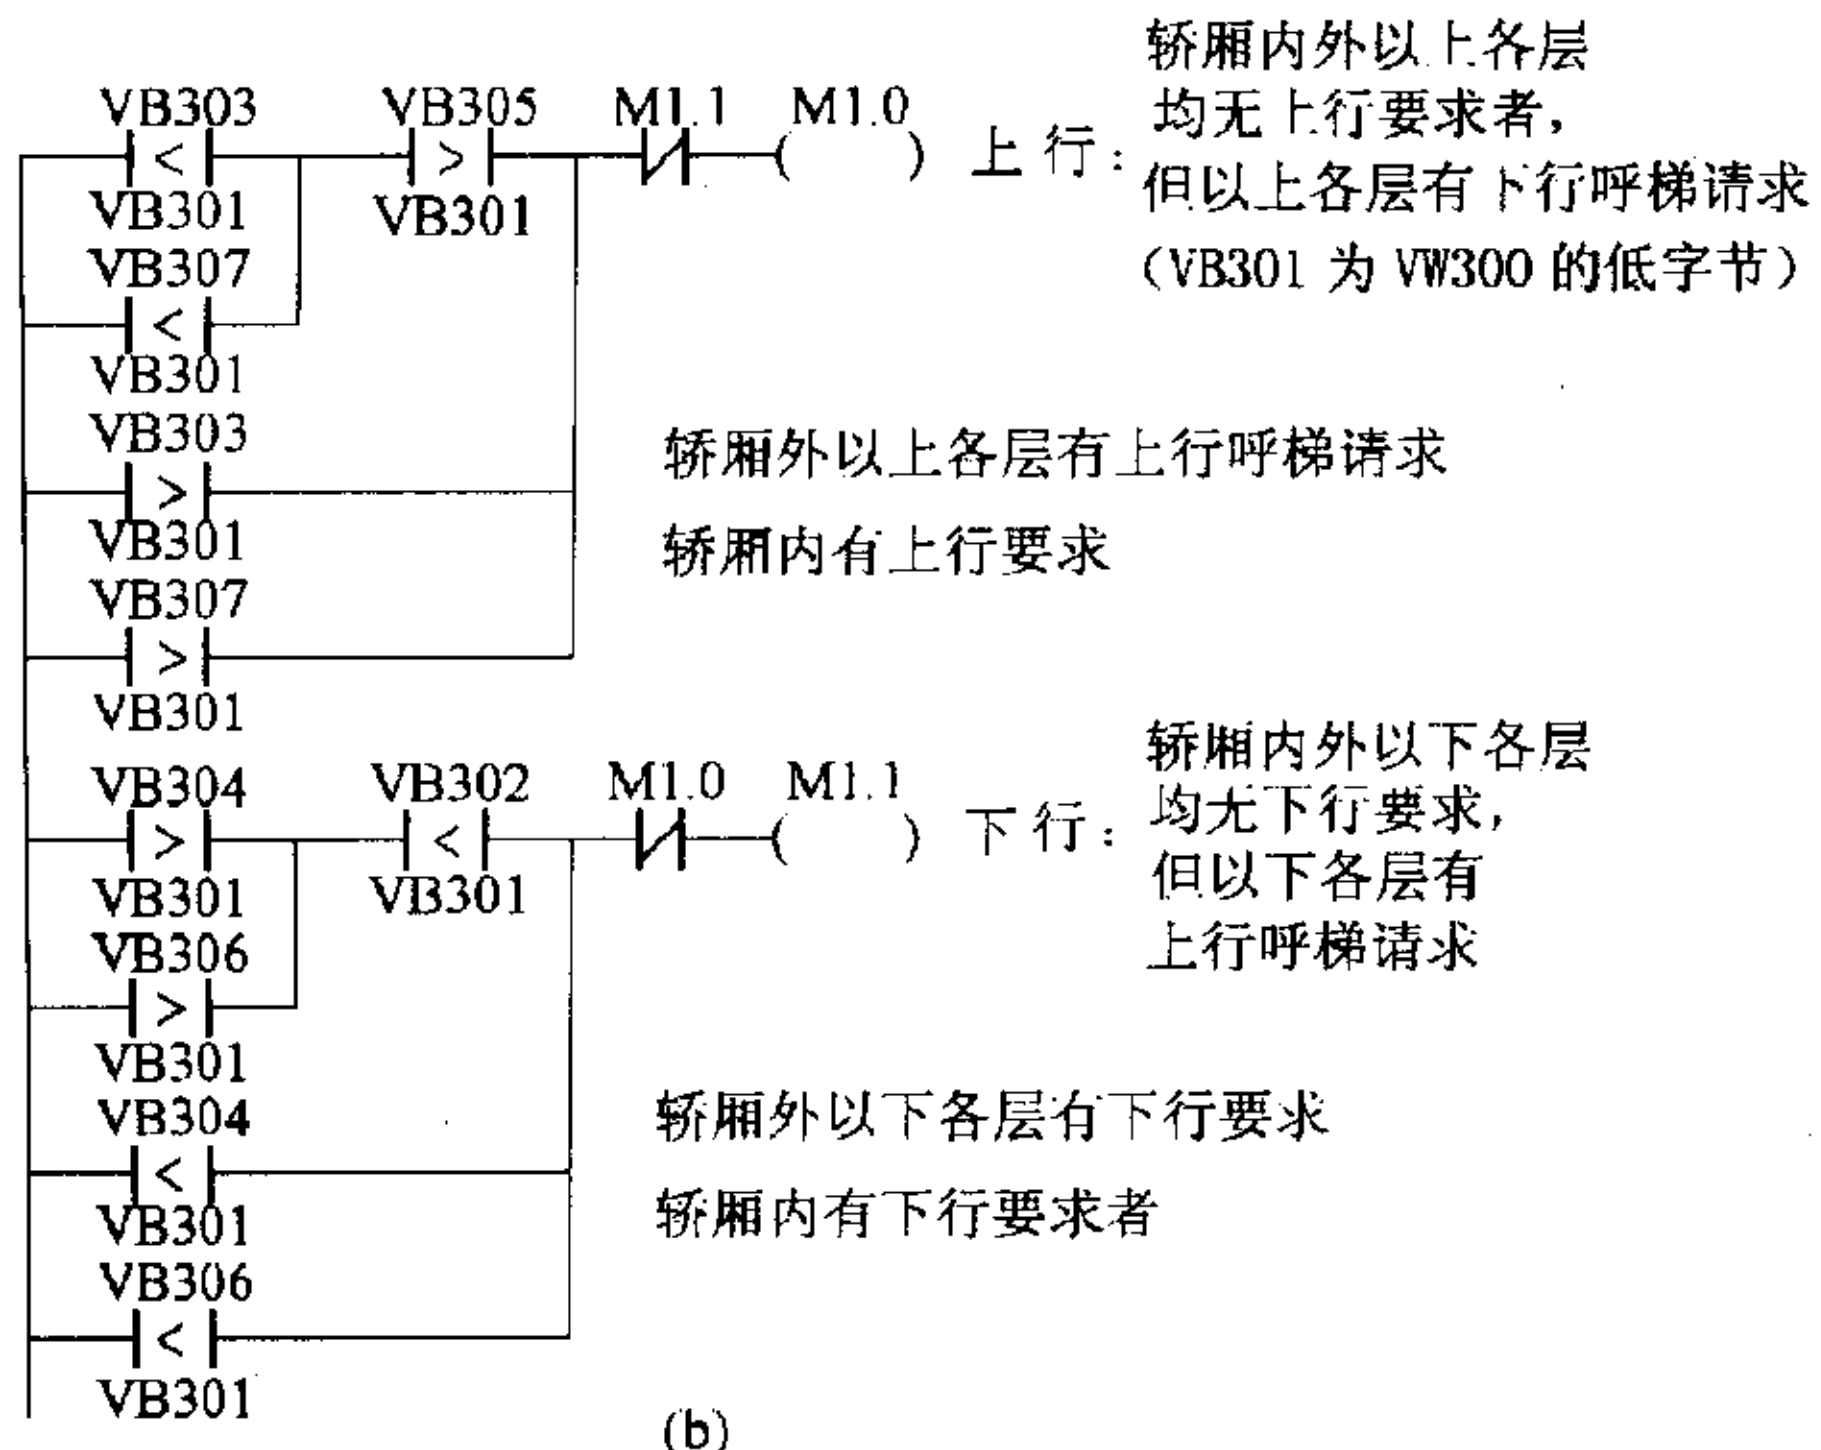 轿厢内外以上各层
VB303 VB305 M1.1 M1.0 均无上行要求者，
< > ( ) 上行：
VB301 VB301 但以上各层有下行呼梯请求
VB307 （VB301 为 VW300 的低字节）
<
VB301
VB303 轿厢外以上各层有上行呼梯请求
>
VB301 轿厢内有上行要求
VB307
>
VB301
轿厢内外以下各层
VB304 VB302 M1.0 M1.1 均无下行要求，
> < ( ) 下行：
VB301 VB301 但以下各层有
VB306 上行呼梯请求
>
VB301
VB304 轿厢外以下各层有下行要求
<
VB301 轿厢内有下行要求者
VB306
<
VB301
(b)